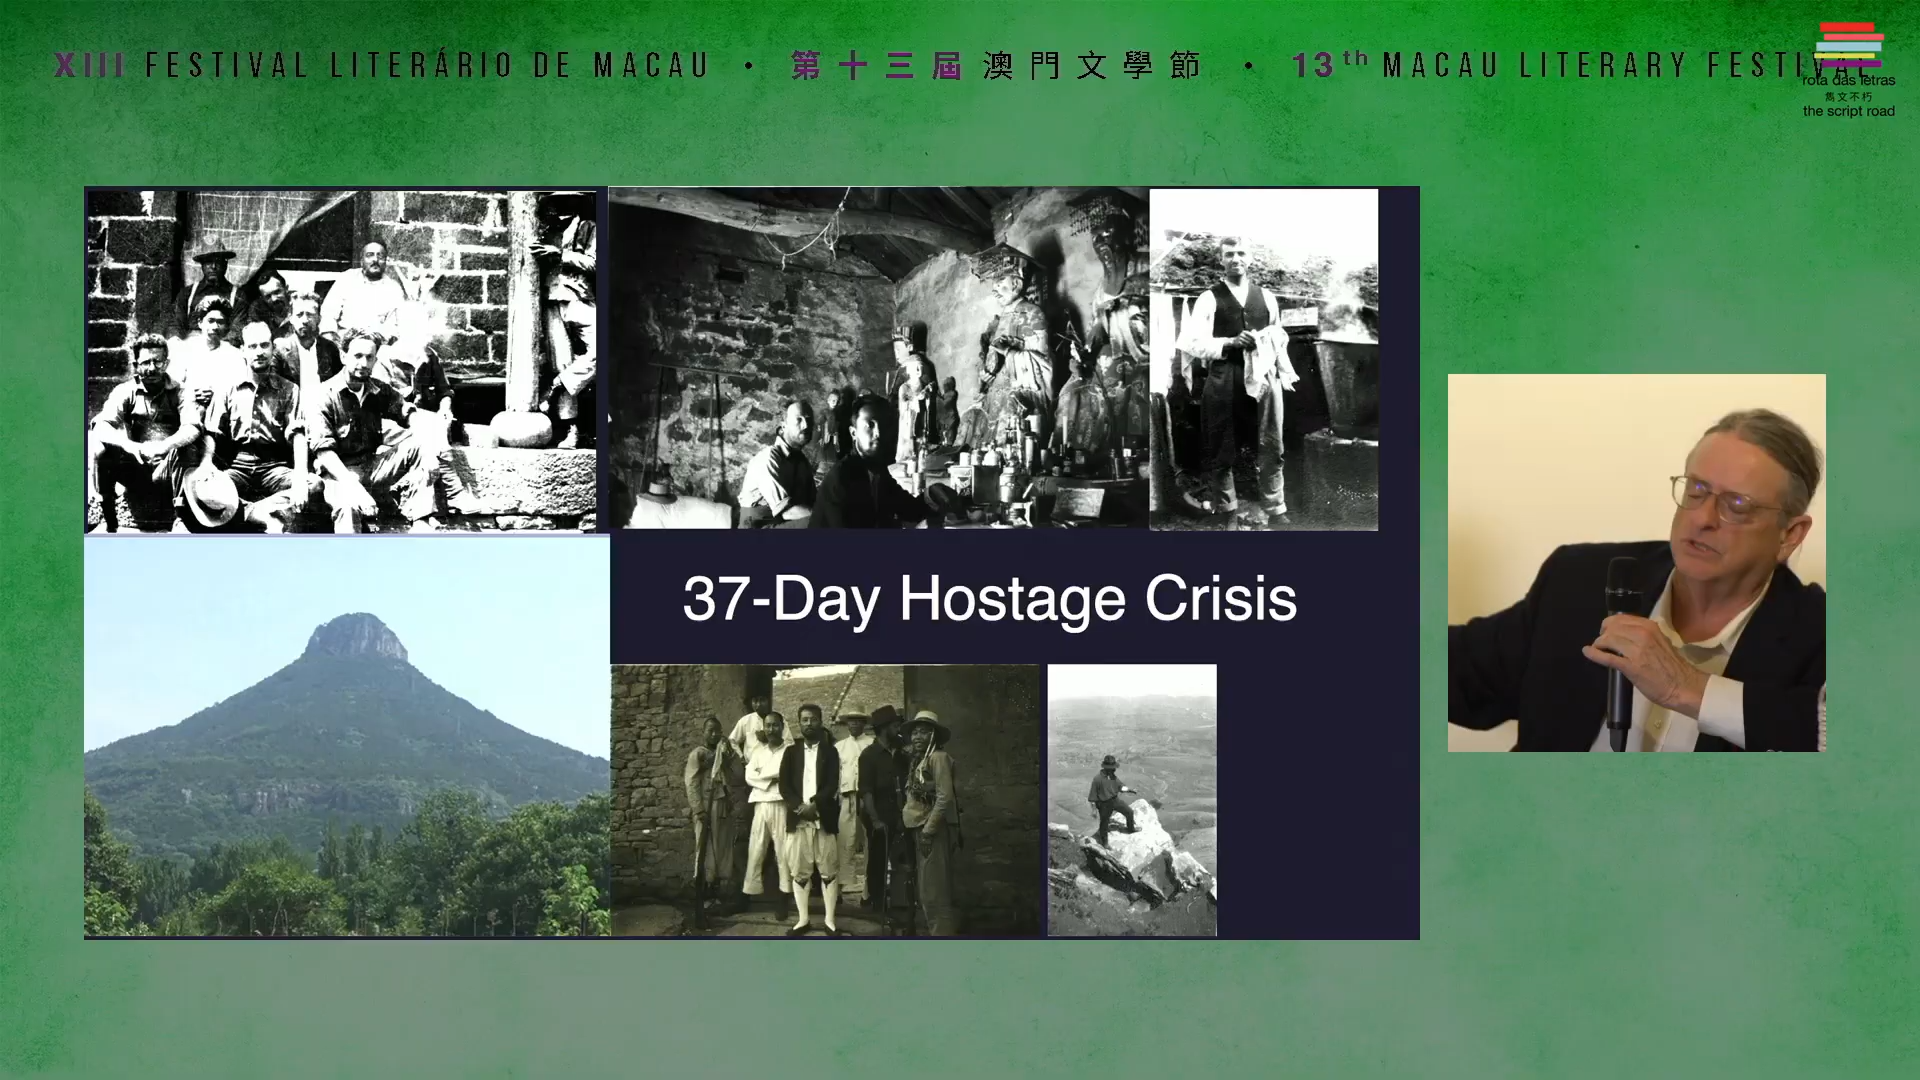 XIII FESTIVAL LITERÁRIO DE MACAU • 第十三屆澳門文學節 • 13th MACAU LITERARY FESTIVAL
rota das letras
雋文不朽
the script road
37-Day Hostage Crisis